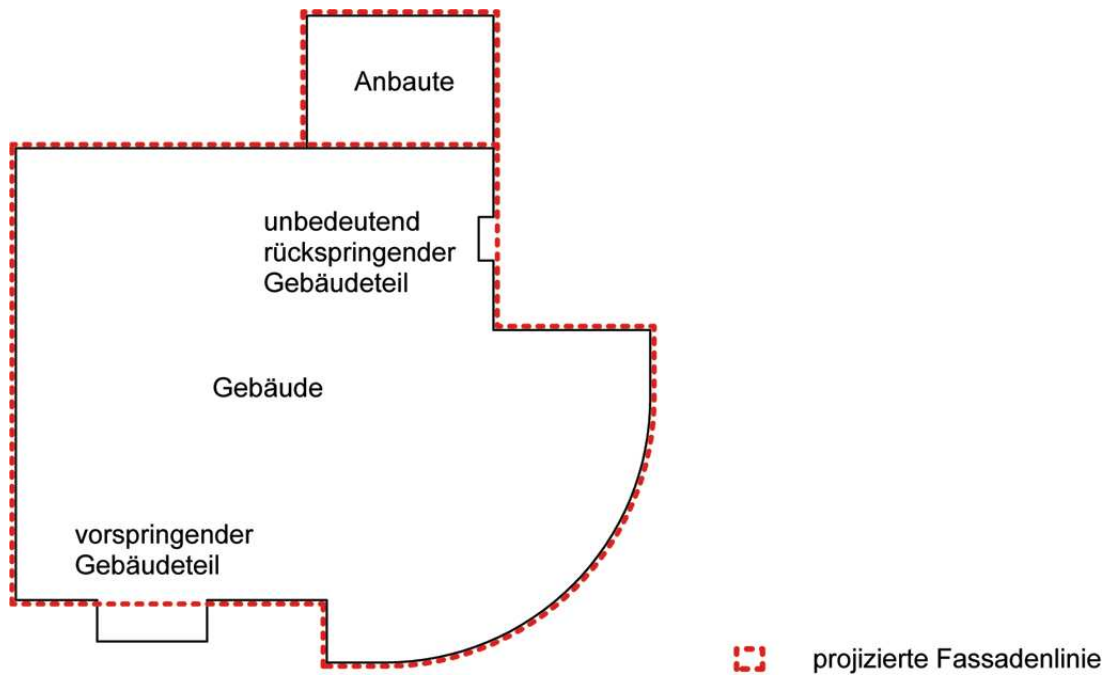 Anbaute
unbedeutend
rückspringender
Gebäudeteil
Gebäude
vorspringender
Gebäudeteil
projizierte Fassadenlinie